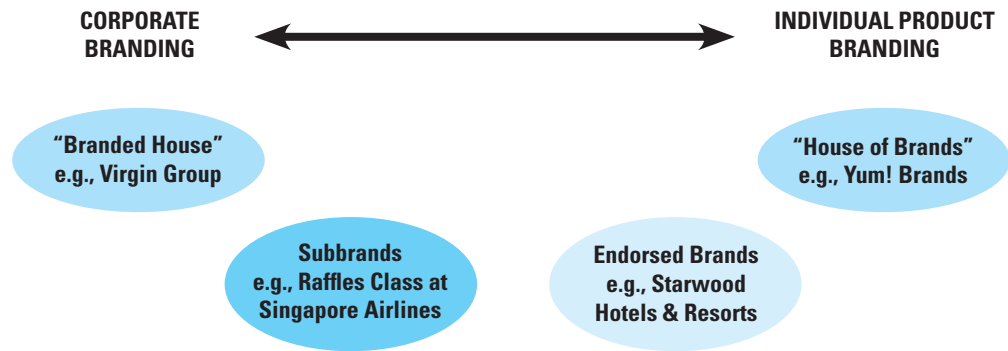 CORPORATE
BRANDING
INDIVIDUAL PRODUCT
BRANDING
“Branded House”
e.g., Virgin Group
“House of Brands”
e.g., Yum! Brands
Subbrands
e.g., Raffles Class at
Singapore Airlines
Endorsed Brands
e.g., Starwood
Hotels & Resorts